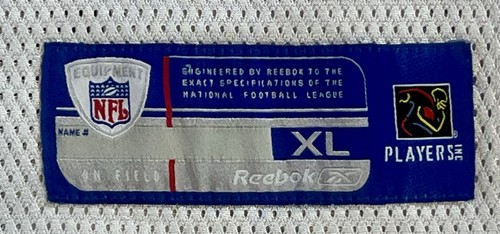 EQUIPMENT
NFL
ENGINEERED BY REEBOK TO THE
EXACT SPECIFICATIONS OF THE
NATIONAL FOOTBALL LEAGUE
NAME #
XL
ON FIELD
Reebok
PLAYERS INC
®